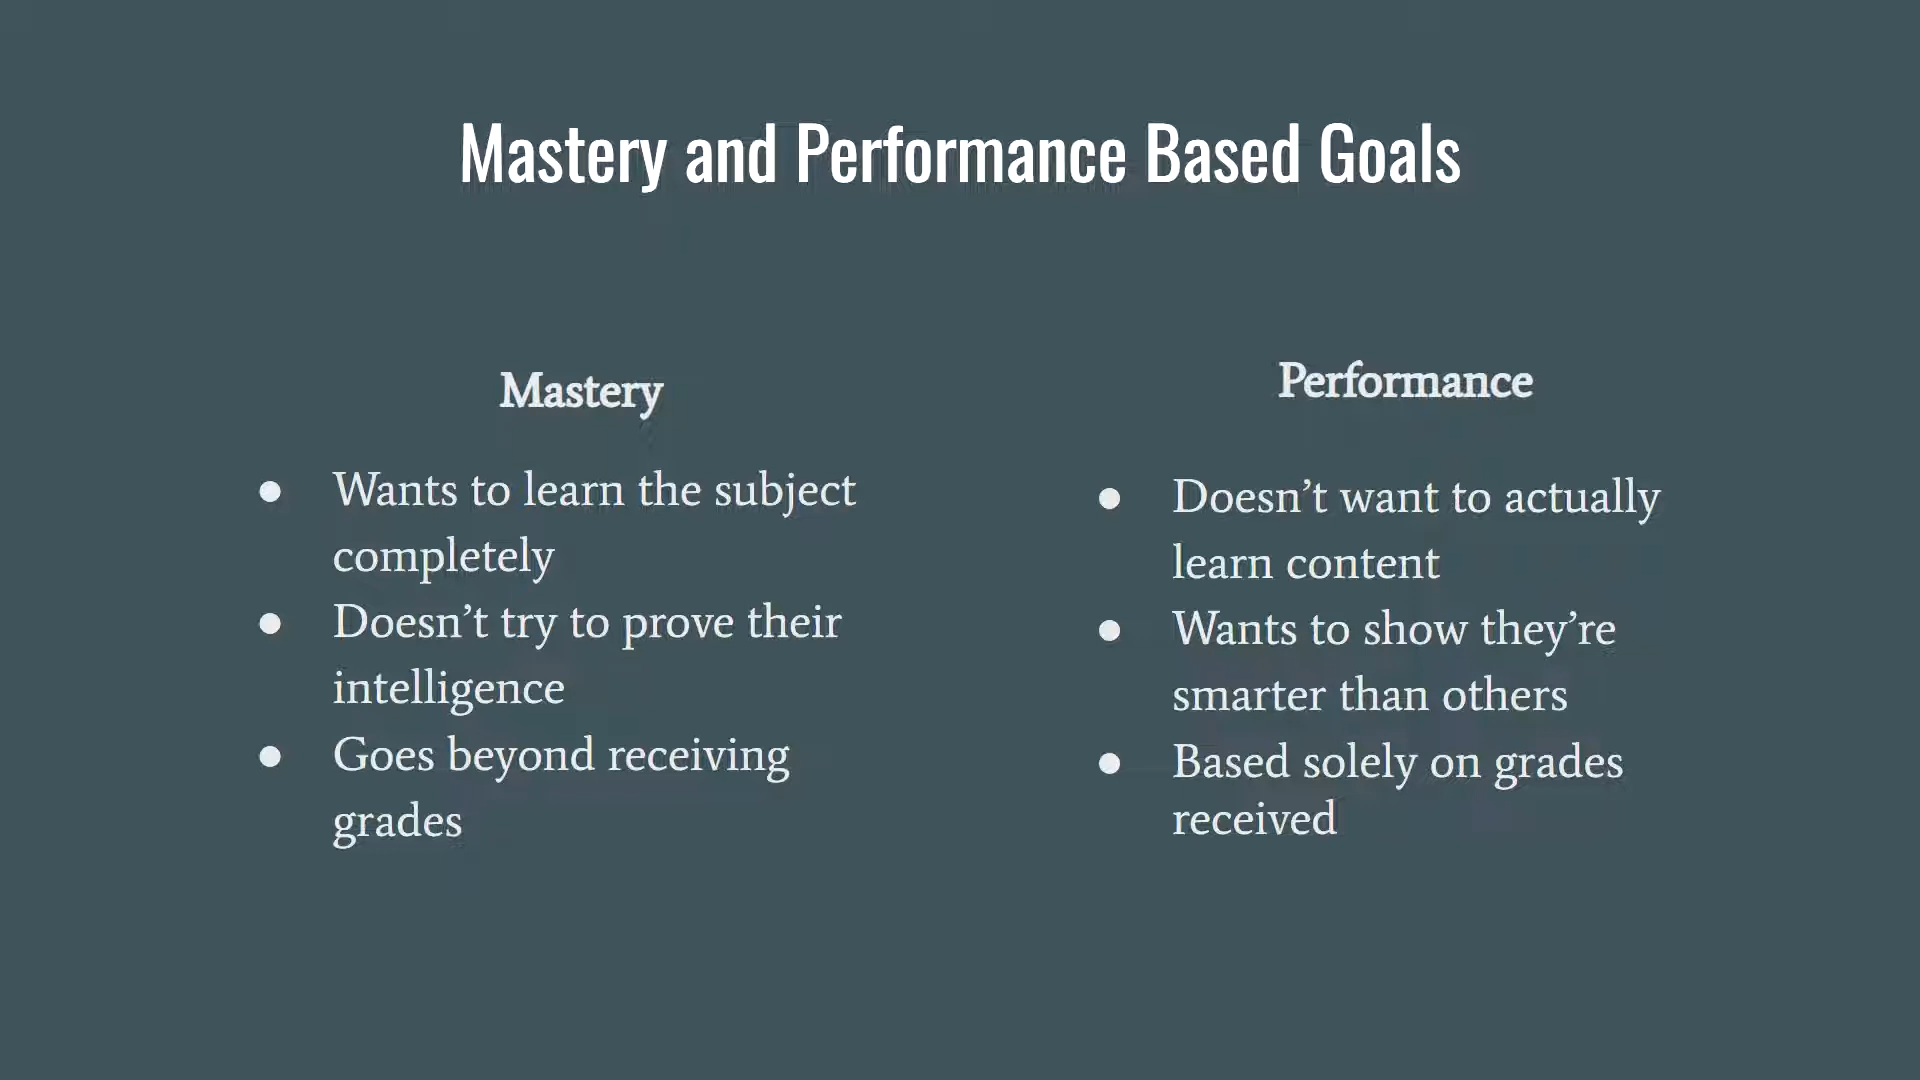 Mastery and Performance Based Goals
Mastery
● Wants to learn the subject
completely
● Doesn’t try to prove their
intelligence
● Goes beyond receiving
grades
Performance
● Doesn’t want to actually
learn content
● Wants to show they’re
smarter than others
● Based solely on grades
received